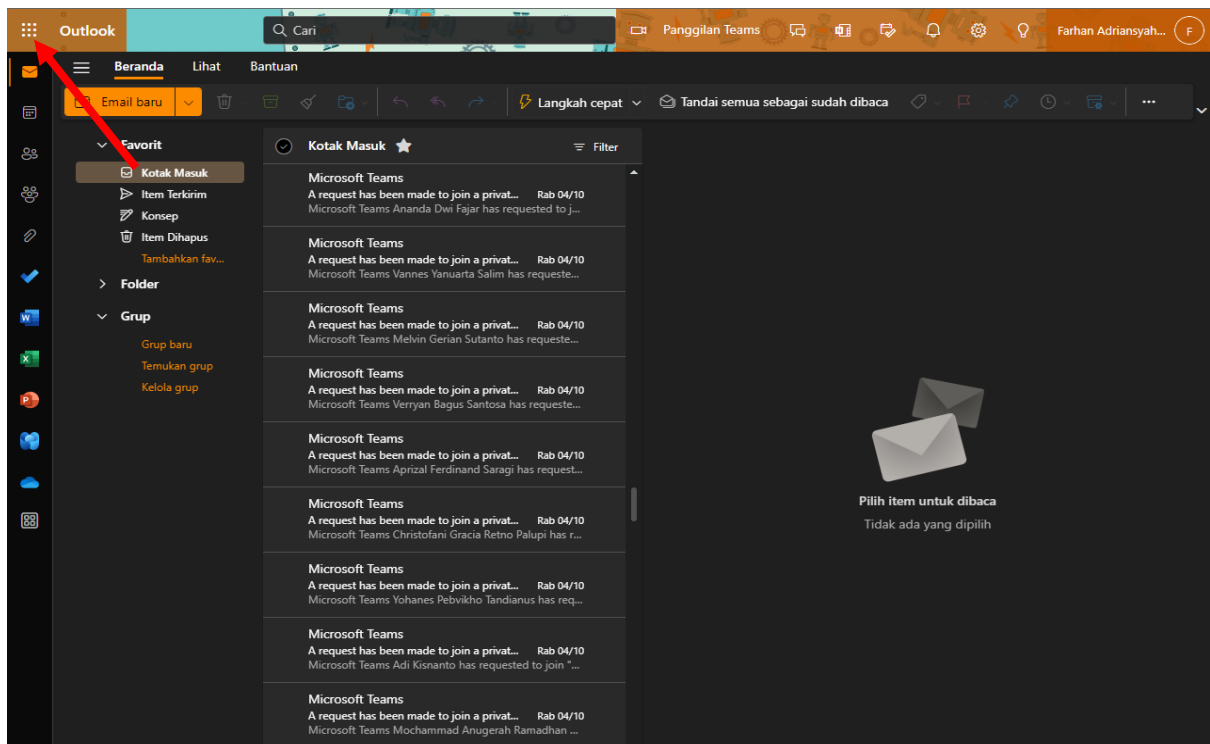 Outlook
Cari
Panggilan Teams
Farhan Adriansyah...
F
Beranda
Lihat
Bantuan
Email baru
Langkah cepat
Tandai semua sebagai sudah dibaca
Favorit
Kotak Masuk
Item Terkirim
Konsep
Item Dihapus
Tambahkan fav...
Folder
Grup
Grup baru
Temukan grup
Kelola grup
Kotak Masuk
Filter
Microsoft Teams
A request has been made to join a privat... Rab 04/10
Microsoft Teams Ananda Dwi Fajar has requested to j...
Microsoft Teams
A request has been made to join a privat... Rab 04/10
Microsoft Teams Vannes Yanuarta Salim has requeste...
Microsoft Teams
A request has been made to join a privat... Rab 04/10
Microsoft Teams Melvin Gerian Sutanto has requeste...
Microsoft Teams
A request has been made to join a privat... Rab 04/10
Microsoft Teams Verryan Bagus Santosa has requeste...
Microsoft Teams
A request has been made to join a privat... Rab 04/10
Microsoft Teams Aprizal Ferdinand Saragi has request...
Microsoft Teams
A request has been made to join a privat... Rab 04/10
Microsoft Teams Christofani Gracia Retno Palupi has r...
Microsoft Teams
A request has been made to join a privat... Rab 04/10
Microsoft Teams Yohanes Pebvikho Tandianus has req...
Microsoft Teams
A request has been made to join a privat... Rab 04/10
Microsoft Teams Adi Kisnanto has requested to join "...
Microsoft Teams
A request has been made to join a privat... Rab 04/10
Microsoft Teams Mochammad Anugerah Ramadhan ...
Pilih item untuk dibaca
Tidak ada yang dipilih